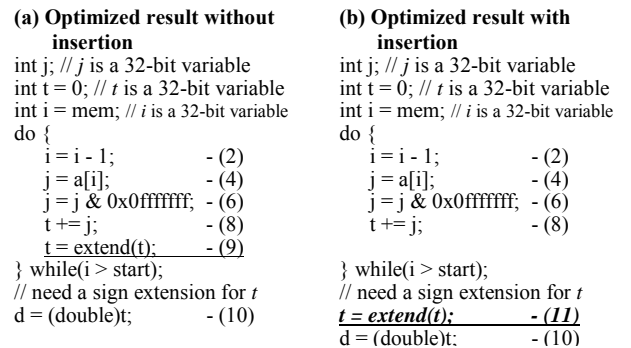 (a) Optimized result without
insertion
int j; // j is a 32-bit variable
int t = 0; // t is a 32-bit variable
int i = mem; // i is a 32-bit variable
do {
i = i - 1; - (2)
j = a[i]; - (4)
j = j & 0x0fffffff; - (6)
t += j; - (8)
t = extend(t); - (9)
} while(i > start);
// need a sign extension for t
d = (double)t; - (10)
(b) Optimized result with
insertion
int j; // j is a 32-bit variable
int t = 0; // t is a 32-bit variable
int i = mem; // i is a 32-bit variable
do {
i = i - 1; - (2)
j = a[i]; - (4)
j = j & 0x0fffffff; - (6)
t += j; - (8)
} while(i > start);
// need a sign extension for t
t = extend(t); - (11)
d = (double)t; - (10)